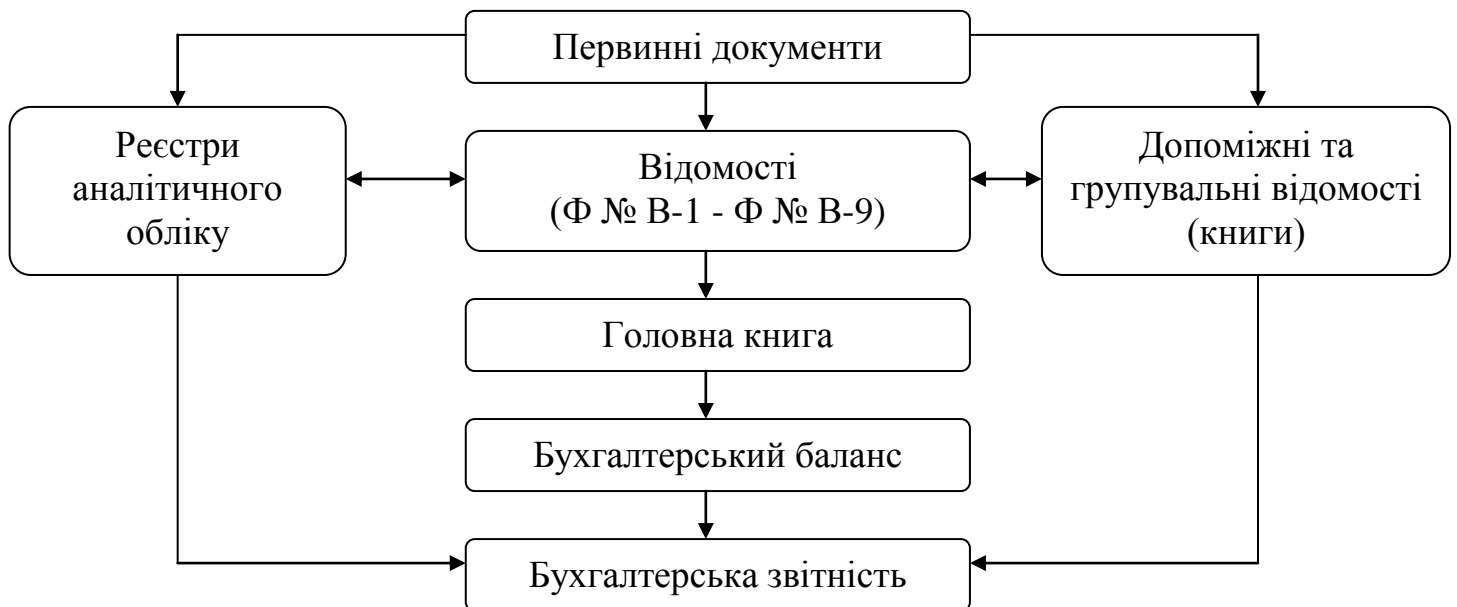 Первинні документи
Реєстри
аналітичного
обліку
Відомості
(Ф № В-1 - Ф № В-9)
Допоміжні та
групувальні відомості
(книги)
Головна книга
Бухгалтерський баланс
Бухгалтерська звітність